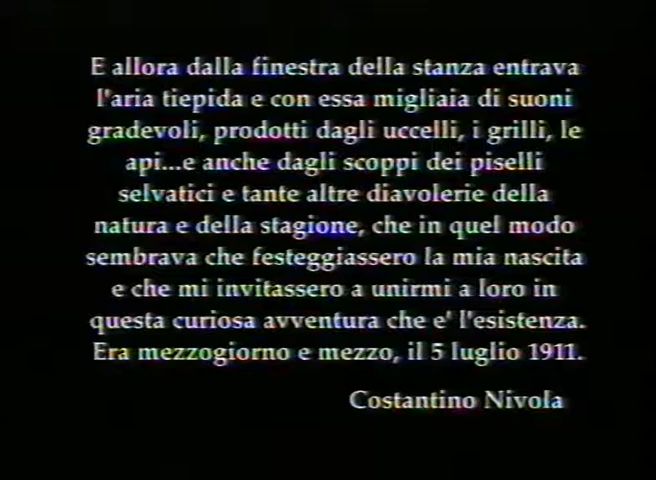 E allora dalla finestra della stanza entrava
l'aria tiepida e con essa migliaia di suoni
gradevoli, prodotti dagli uccelli, i grilli, le
api...e anche dagli scoppi dei piselli
selvatici e tante altre diavolerie della
natura e della stagione, che in quel modo
sembrava che festeggiassero la mia nascita
e che mi invitassero a unirmi a loro in
questa curiosa avventura che e' l'esistenza.
Era mezzogiorno e mezzo, il 5 luglio 1911.
Costantino Nivola